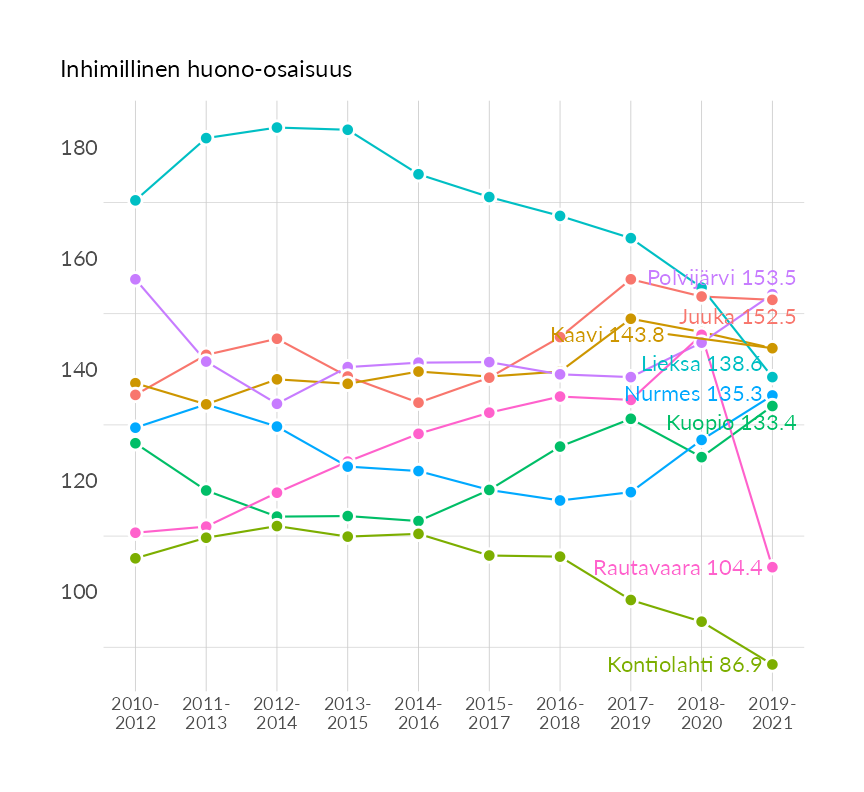 Inhimillinen huono-osaisuus
180
160
140
120
100
Polvijärvi 153.5
Juuka 152.5
Kaavi 143.8
Lieksa 138.6
Nurmes 135.3
Kuopio 133.4
Rautavaara 104.4
Kontiolahti 86.9
2010- 2011- 2012- 2013- 2014- 2015- 2016- 2017- 2018- 2019-
2012 2013 2014 2015 2016 2017 2018 2019 2020 2021